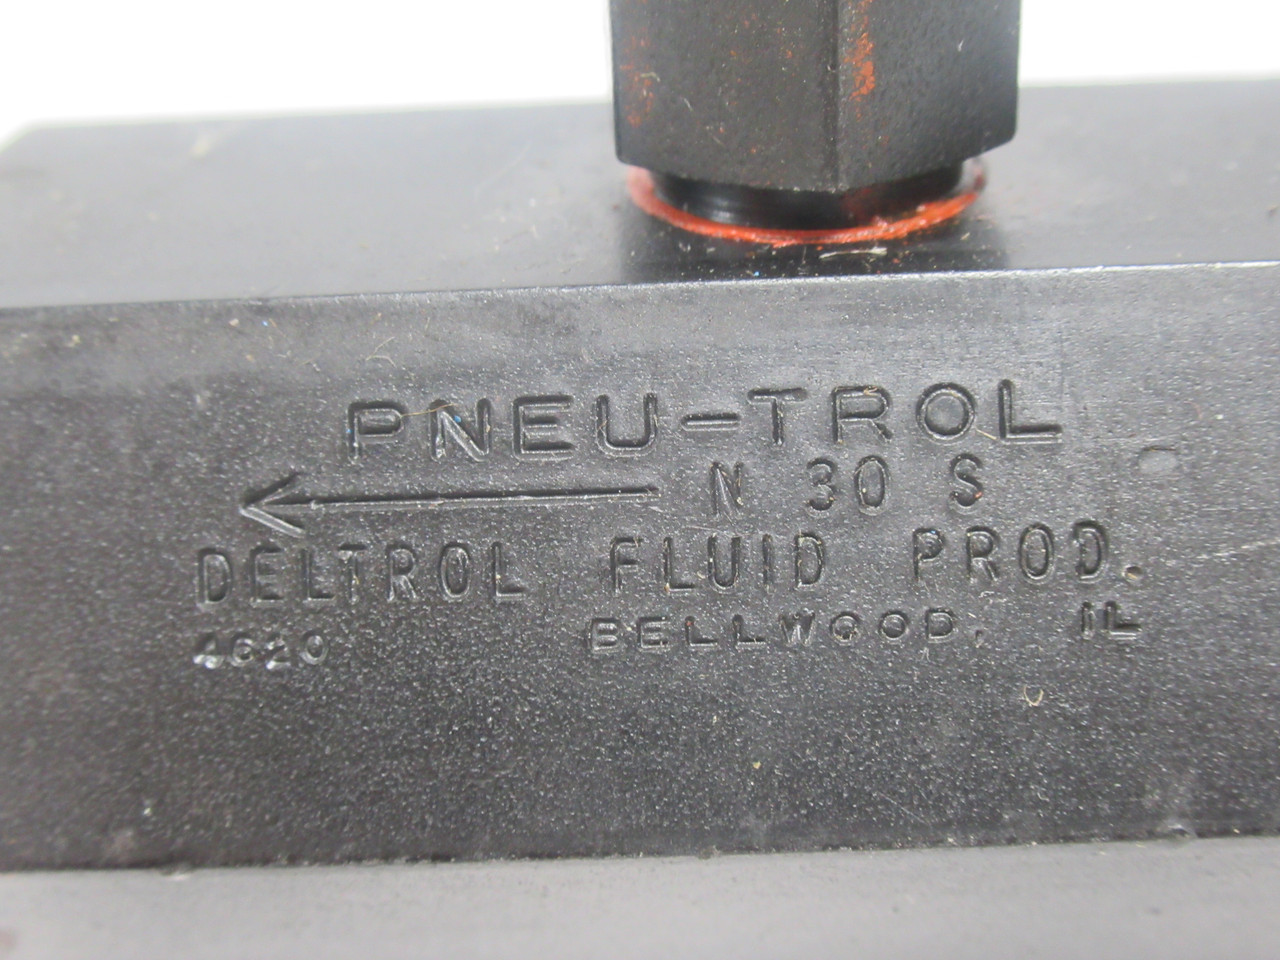 PNEU-TROL
N 30 S
DELTROL FLUID PROD.
BELLWOOD, IL
4620